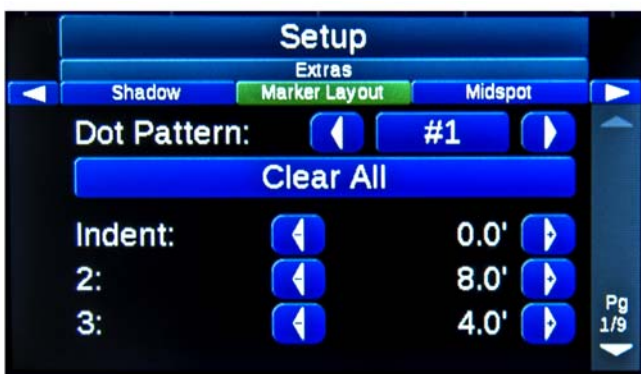 Setup
Extras
Shadow Marker Layout Midspot
Dot Pattern: #1
Clear All
Indent: - 0.0' +
2: - 8.0' +
3: - 4.0' +
Pg
1/9